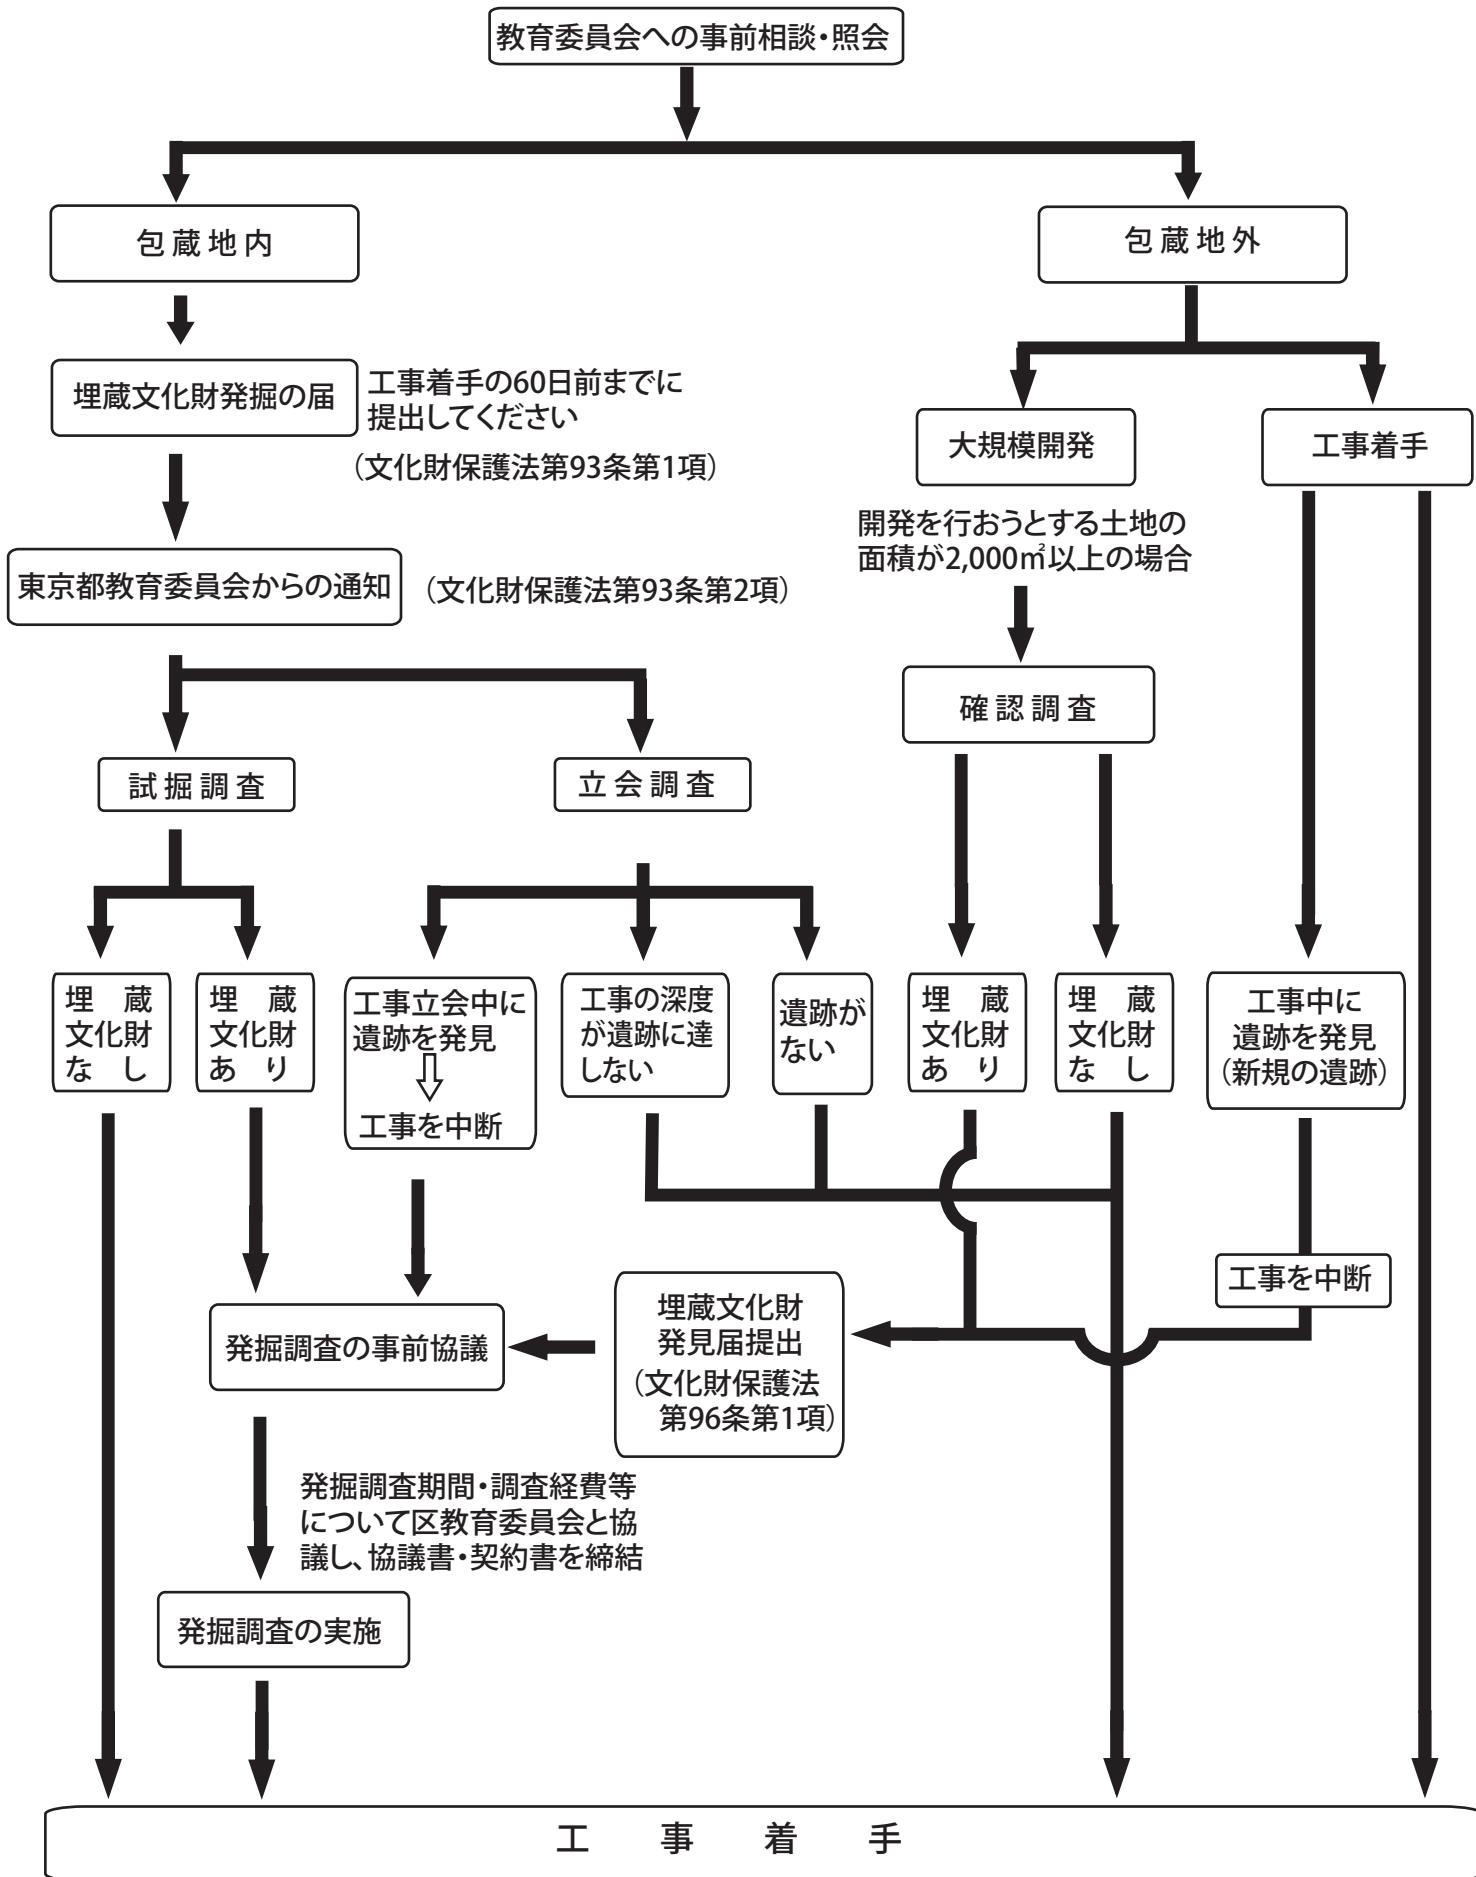 教育委員会への事前相談・照会
包蔵地内
包蔵地外
埋蔵文化財発掘の届
工事着手の60日前までに
提出してください
（文化財保護法第93条第1項）
大規模開発
工事着手
開発を行おうとする土地の
面積が2,000㎡以上の場合
東京都教育委員会からの通知
（文化財保護法第93条第2項）
確認調査
試掘調査
立会調査
埋蔵
文化財
なし
埋蔵
文化財
あり
工事立会中に
遺跡を発見
工事を中断
工事の深度
が遺跡に達
しない
遺跡が
ない
埋蔵
文化財
あり
埋蔵
文化財
なし
工事中に
遺跡を発見
（新規の遺跡）
工事を中断
発掘調査の事前協議
埋蔵文化財
発見届提出
（文化財保護法
第96条第1項）
発掘調査期間・調査経費等
について区教育委員会と協
議し、協議書・契約書を締結
発掘調査の実施
工事着手